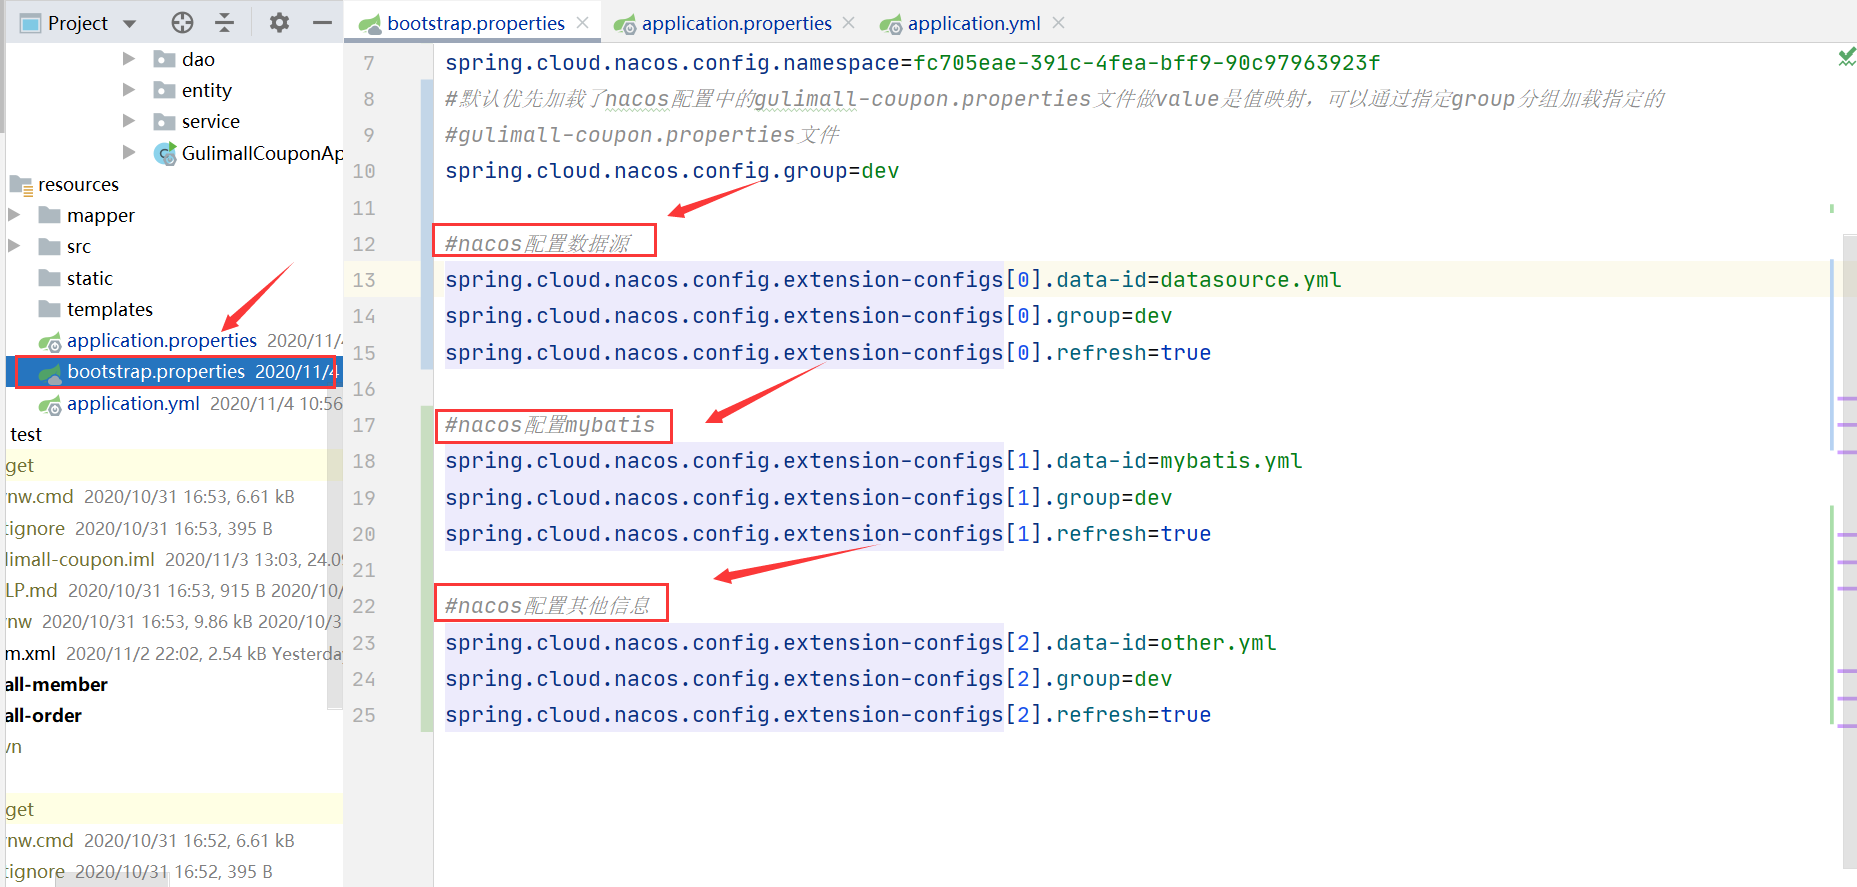 Project
bootstrap.properties
application.properties
application.yml
dao
entity
service
GulimallCouponAp
resources
mapper
src
static
templates
application.properties 2020/11/4
bootstrap.properties 2020/11/4
application.yml 2020/11/4 10:56
test
get
nw.cmd 2020/10/31 16:53, 6.61 kB
tignore 2020/10/31 16:53, 395 B
limall-coupon.iml 2020/11/3 13:03, 24.09
LP.md 2020/10/31 16:53, 915 B 2020/10/
nw 2020/10/31 16:53, 9.86 kB 2020/10/3
m.xml 2020/11/2 22:02, 2.54 kB Yesterda
all-member
all-order
vn
get
nw.cmd 2020/10/31 16:52, 6.61 kB
tignore 2020/10/31 16:52, 395 B
7 spring.cloud.nacos.config.namespace=fc705eae-391c-4fea-bff9-90c97963923f
8 #默认优先加载了nacos配置中的gulimall-coupon.properties文件做value是值映射，可以通过指定group分组加载指定的
9 #gulimall-coupon.properties文件
10 spring.cloud.nacos.config.group=dev
11
12 #nacos配置数据源
13 spring.cloud.nacos.config.extension-configs[0].data-id=datasource.yml
14 spring.cloud.nacos.config.extension-configs[0].group=dev
15 spring.cloud.nacos.config.extension-configs[0].refresh=true
16
17 #nacos配置mybatis
18 spring.cloud.nacos.config.extension-configs[1].data-id=mybatis.yml
19 spring.cloud.nacos.config.extension-configs[1].group=dev
20 spring.cloud.nacos.config.extension-configs[1].refresh=true
21
22 #nacos配置其他信息
23 spring.cloud.nacos.config.extension-configs[2].data-id=other.yml
24 spring.cloud.nacos.config.extension-configs[2].group=dev
25 spring.cloud.nacos.config.extension-configs[2].refresh=true